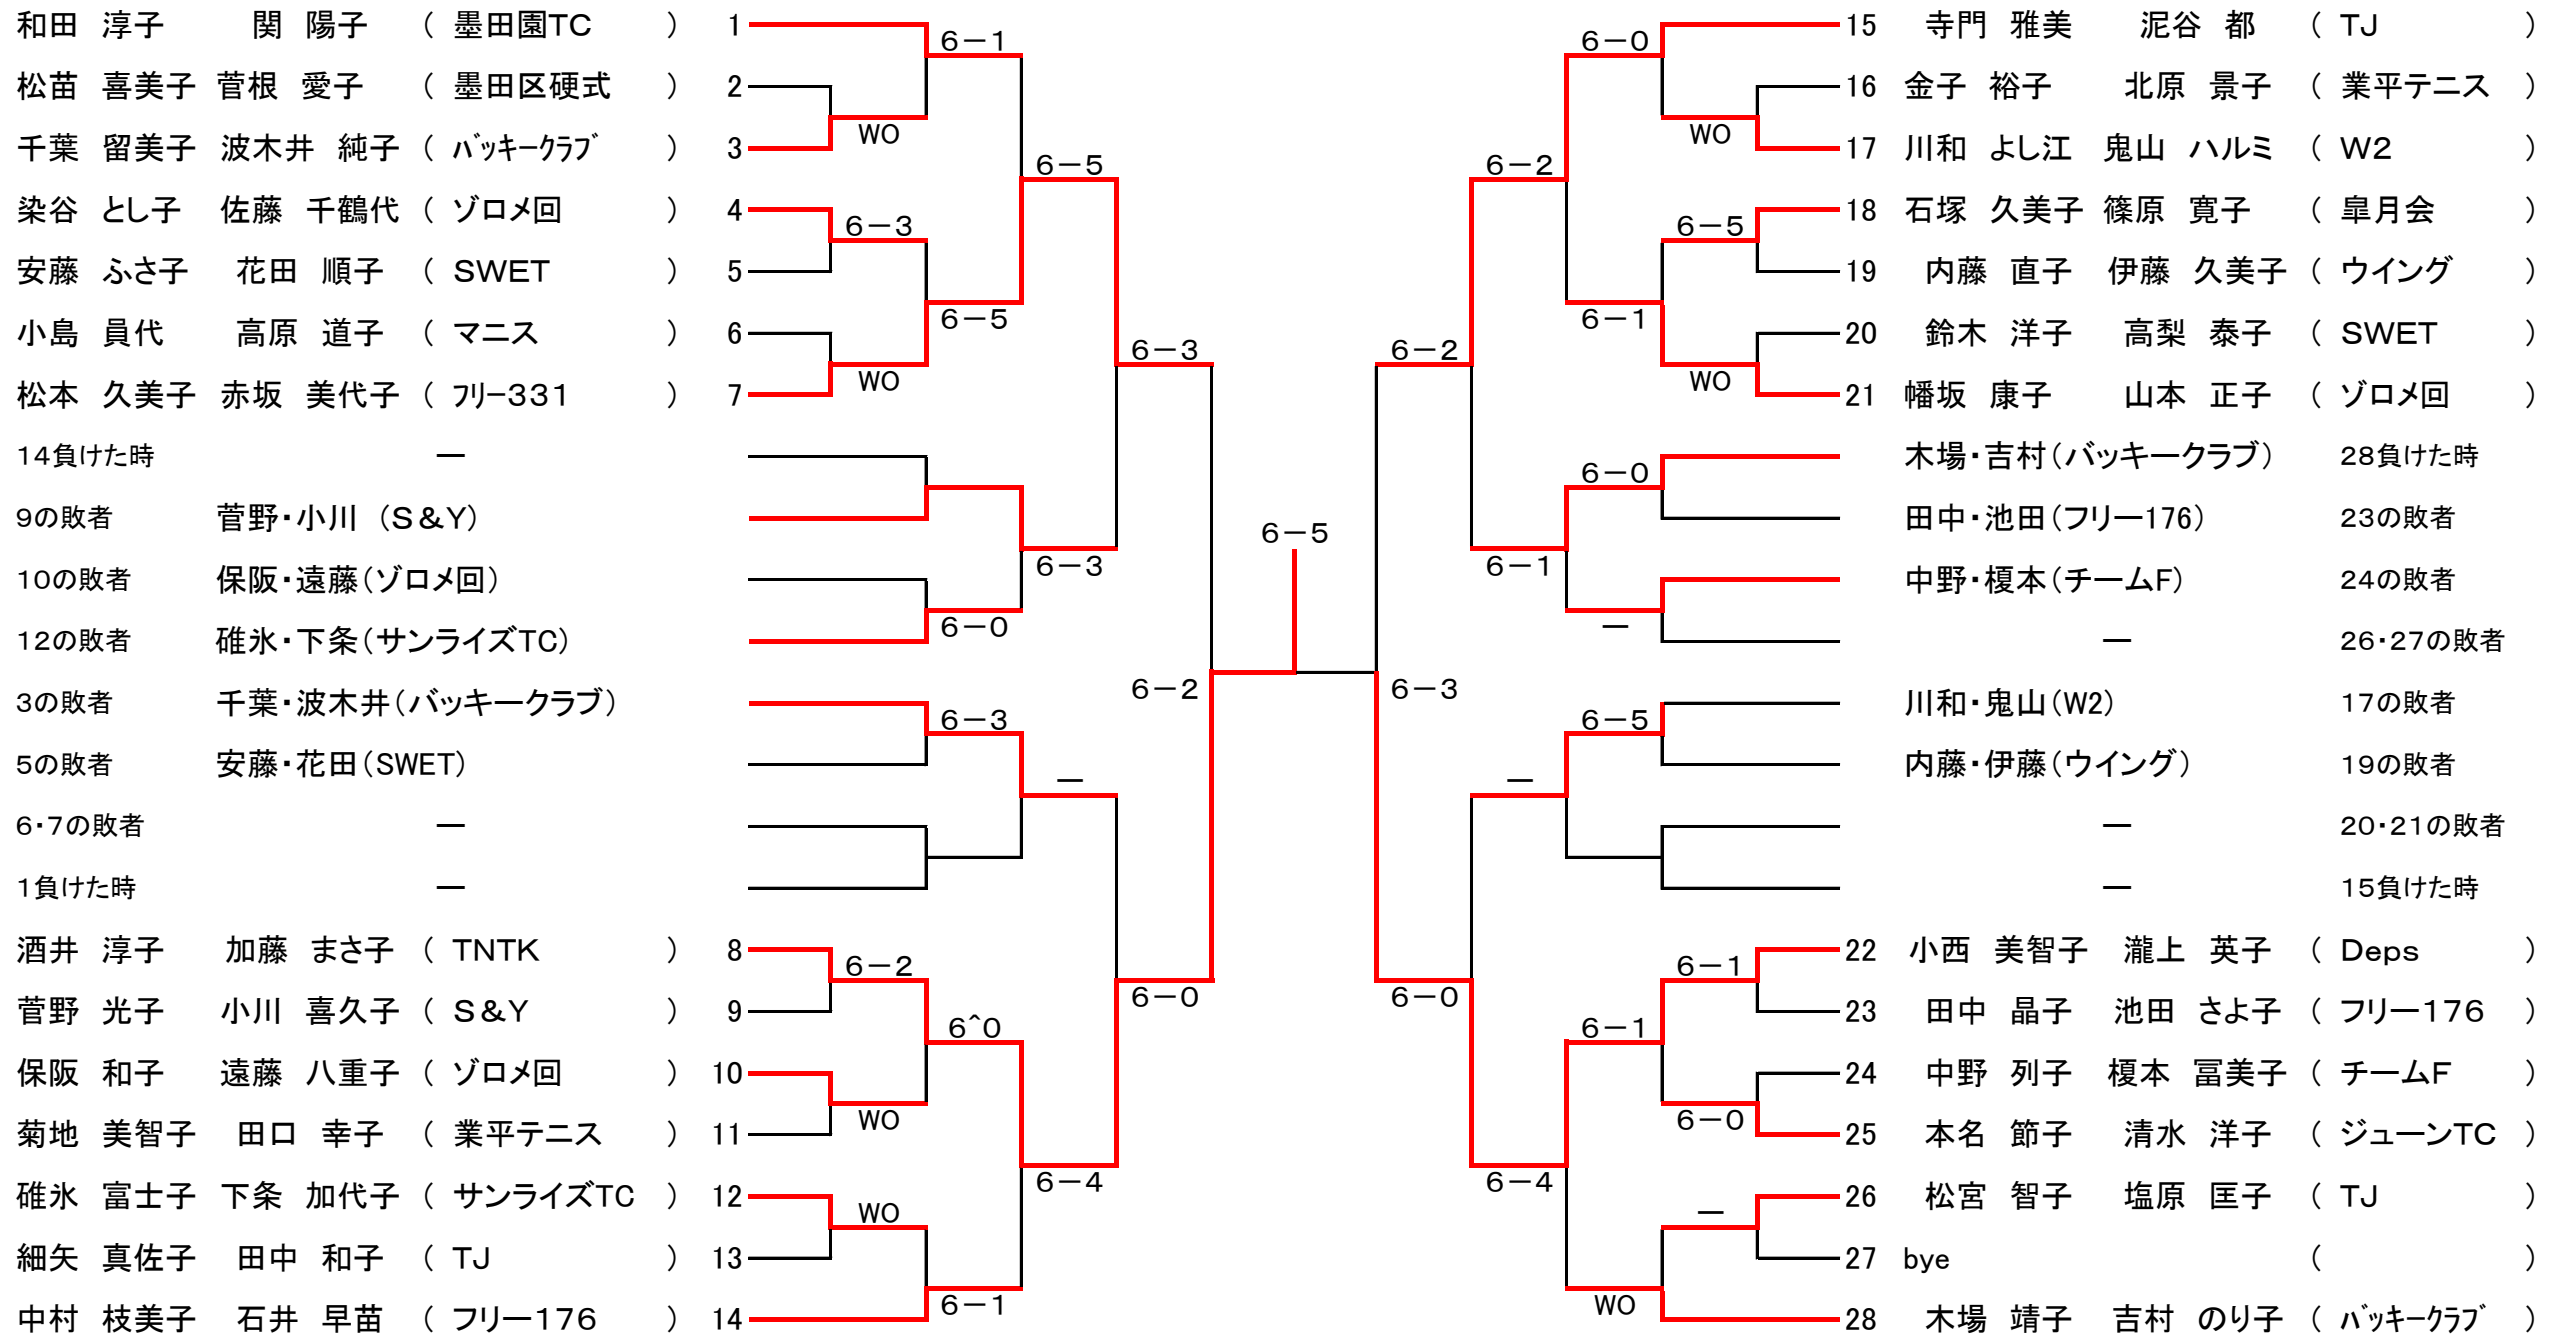 和田 淳子 関 陽子 ( 墨田園TC ) 1
松苗 喜美子 菅根 愛子 ( 墨田区硬式 ) 2
千葉 留美子 波木井 純子 ( バッキークラブ ) 3
染谷 とし子 佐藤 千鶴代 ( ゾロメ回 ) 4
安藤 ふさ子 花田 順子 ( SWET ) 5
小島 員代 高原 道子 ( マニス ) 6
松本 久美子 赤坂 美代子 ( フリー331 ) 7
14負けた時 ー
9の敗者 菅野・小川 (S&Y)
10の敗者 保阪・遠藤(ゾロメ回)
12の敗者 碓氷・下条(サンライズTC)
3の敗者 千葉・波木井(バッキークラブ)
5の敗者 安藤・花田(SWET)
6・7の敗者 ー
1負けた時 ー
酒井 淳子 加藤 まさ子 ( TNTK ) 8
菅野 光子 小川 喜久子 ( S&Y ) 9
保阪 和子 遠藤 八重子 ( ゾロメ回 ) 10
菊地 美智子 田口 幸子 ( 業平テニス ) 11
碓氷 富士子 下条 加代子 ( サンライズTC ) 12
細矢 真佐子 田中 和子 ( TJ ) 13
中村 枝美子 石井 早苗 ( フリー176 ) 14
6-1
WO
6-3
6-5
WO
6-5
6-3
6-0
6-3
6-3
ー
6-2
6^0
WO
WO
6-1
6-4
6-0
6-2
6-5
6-0
WO
6-2
6-5
6-1
WO
6-2
6-0
6-1
ー
6-3
6-5
ー
6-0
6-1
6-1
6-0
6-4
ー
WO
15 寺門 雅美 泥谷 都 ( TJ )
16 金子 裕子 北原 景子 ( 業平テニス )
17 川和 よし江 鬼山 ハルミ ( W2 )
18 石塚 久美子 篠原 寛子 ( 皐月会 )
19 内藤 直子 伊藤 久美子 ( ウイング )
20 鈴木 洋子 高梨 泰子 ( SWET )
21 幡坂 康子 山本 正子 ( ゾロメ回 )
木場・吉村(バッキークラブ) 28負けた時
田中・池田(フリー176) 23の敗者
中野・榎本(チームF) 24の敗者
ー 26・27の敗者
川和・鬼山(W2) 17の敗者
内藤・伊藤(ウイング) 19の敗者
ー 20・21の敗者
ー 15負けた時
22 小西 美智子 瀧上 英子 ( Deps )
23 田中 晶子 池田 さよ子 ( フリー176 )
24 中野 列子 榎本 冨美子 ( チームF )
25 本名 節子 清水 洋子 ( ジューンTC )
26 松宮 智子 塩原 匡子 ( TJ )
27 bye ( )
28 木場 靖子 吉村 のり子 ( バッキークラブ )